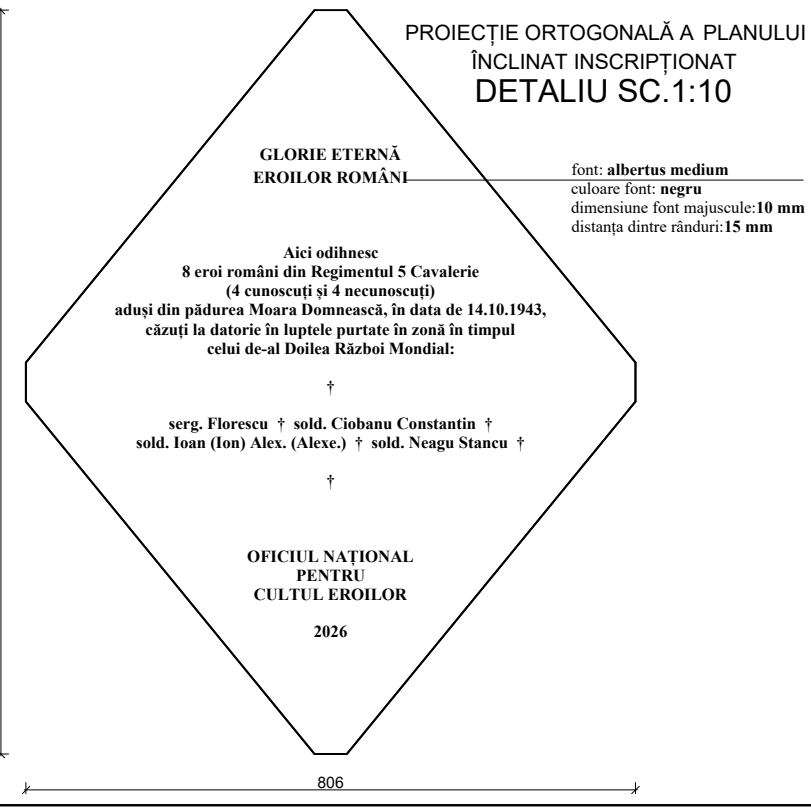 PROIECȚIE ORTOGONALĂ A PLANULUI
ÎNCLINAT INSCRIPȚIONAT
DETALIU SC.1:10
GLORIE ETERNĂ
EROILOR ROMÂNI
font: albertus medium
culoare font: negru
dimensiune font majuscule:10 mm
distanța dintre rânduri:15 mm
Aici odihnesc
8 eroi români din Regimentul 5 Cavalerie
(4 cunoscuți și 4 necunoscuți)
aduși din pădurea Moara Domnească, în data de 14.10.1943,
căzuți la datorie în luptele purtate în zonă în timpul
celui de-al Doilea Război Mondial:
†
serg. Florescu † sold. Ciobanu Constantin †
sold. Ioan (Ion) Alex. (Alexe.) † sold. Neagu Stancu †
†
OFICIUL NAȚIONAL
PENTRU
CULTUL EROILOR
2026
806